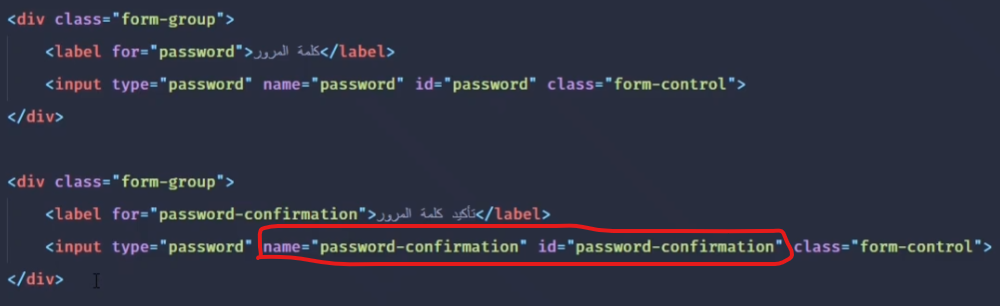 <div class="form-group">
<label for="password">كلمة المرور</label>
<input type="password" name="password" id="password" class="form-control">
</div>
<div class="form-group">
<label for="password-confirmation">تأكيد كلمة المرور</label>
<input type="password" name="password-confirmation" id="password-confirmation" class="form-control">
</div>